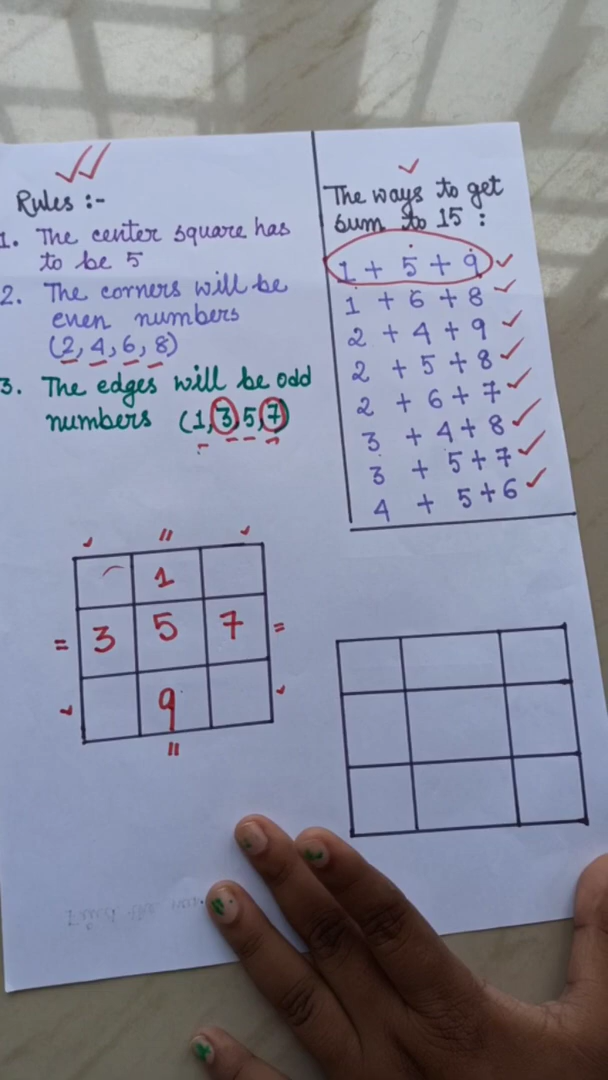 Rules :-
1. The center square has
to be 5
2. The corners will be
even numbers
(2, 4, 6, 8)
3. The edges will be odd
numbers (1, 3, 5, 7)
The ways to get
sum to 15 :
1 + 5 + 9
1 + 6 + 8
2 + 4 + 9
2 + 5 + 8
2 + 6 + 7
3 + 4 + 8
3 + 5 + 7
4 + 5 + 6
1
= 3 5 7 =
9